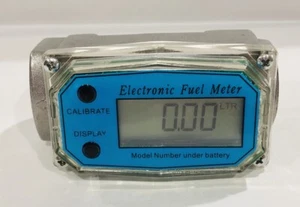 Electronic Fuel Meter
CALIBRATE
0.00 LTR
DISPLAY
Model Number under battery.